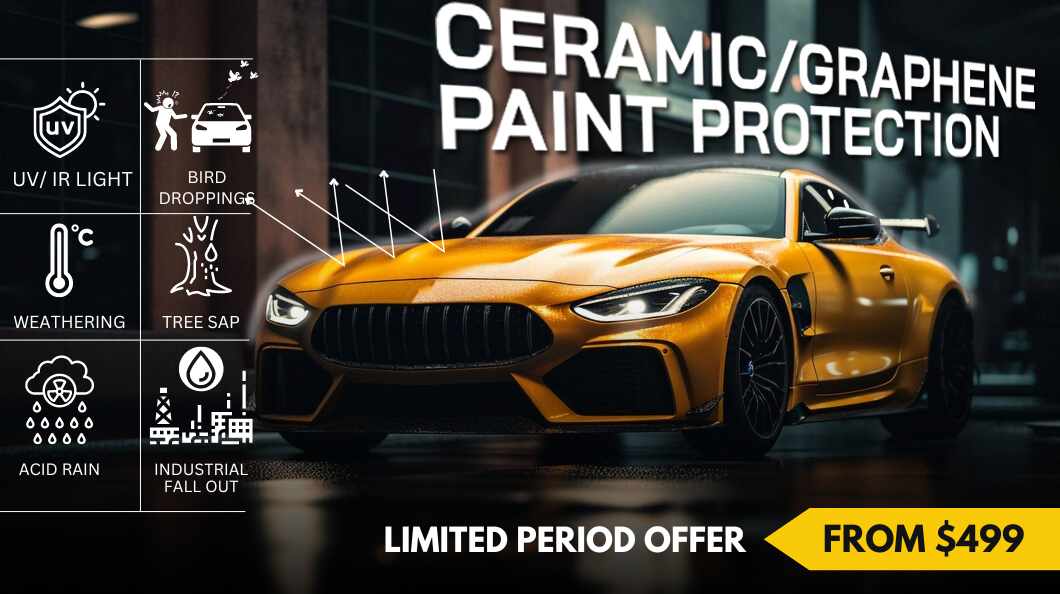 CERAMIC/GRAPHENE
PAINT PROTECTION
UV
UV/ IR LIGHT
!?
BIRD
DROPPINGS
°C
WEATHERING
TREE SAP
ACID RAIN
INDUSTRIAL
FALL OUT
LIMITED PERIOD OFFER
FROM $499